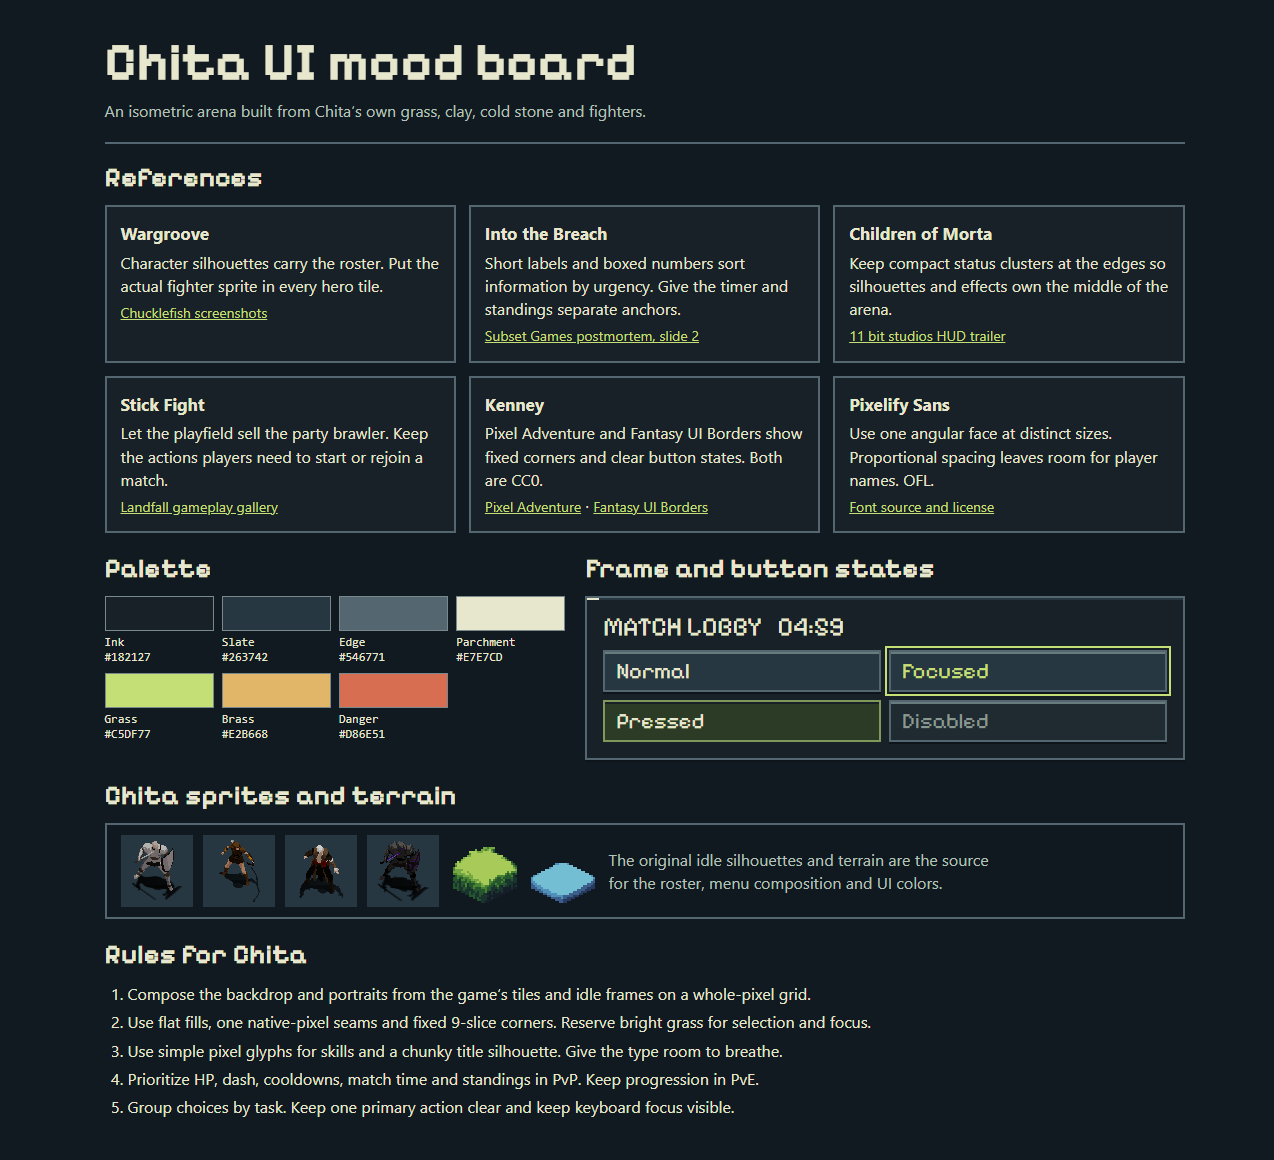 Chita UI mood board
An isometric arena built from Chita's own grass, clay, cold stone and fighters.
References
Wargroove
Character silhouettes carry the roster. Put the
actual fighter sprite in every hero tile.
Chucklefish screenshots
Into the Breach
Short labels and boxed numbers sort
information by urgency. Give the timer and
standings separate anchors.
Subset Games postmortem, slide 2
Children of Morta
Keep compact status clusters at the edges so
silhouettes and effects own the middle of the
arena.
11 bit studios HUD trailer
Stick Fight
Let the playfield sell the party brawler. Keep
the actions players need to start or rejoin a
match.
Landfall gameplay gallery
Kenney
Pixel Adventure and Fantasy UI Borders show
fixed corners and clear button states. Both
are CC0.
Pixel Adventure · Fantasy UI Borders
Pixelify Sans
Use one angular face at distinct sizes.
Proportional spacing leaves room for player
names. OFL.
Font source and license
Palette
Ink
#182127
Slate
#263742
Edge
#546771
Parchment
#E7E7CD
Grass
#C5DF77
Brass
#E2B668
Danger
#D86E51
Frame and button states
MATCH LOBBY 04:59
Normal
Focused
Pressed
Disabled
Chita sprites and terrain
The original idle silhouettes and terrain are the source
for the roster, menu composition and UI colors.
Rules for Chita
1. Compose the backdrop and portraits from the game's tiles and idle frames on a whole-pixel grid.
2. Use flat fills, one native-pixel seams and fixed 9-slice corners. Reserve bright grass for selection and focus.
3. Use simple pixel glyphs for skills and a chunky title silhouette. Give the type room to breathe.
4. Prioritize HP, dash, cooldowns, match time and standings in PvP. Keep progression in PvE.
5. Group choices by task. Keep one primary action clear and keep keyboard focus visible.